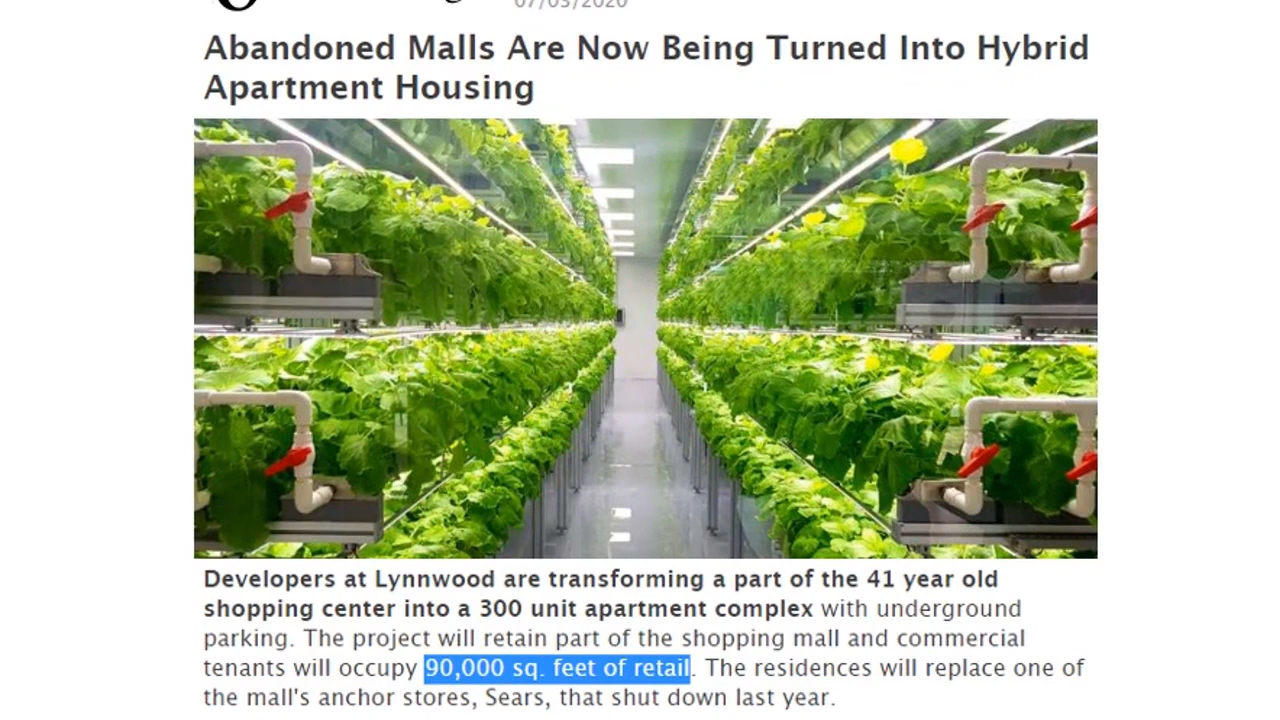 07/03/2020
Abandoned Malls Are Now Being Turned Into Hybrid
Apartment Housing
Developers at Lynnwood are transforming a part of the 41 year old
shopping center into a 300 unit apartment complex with underground
parking. The project will retain part of the shopping mall and commercial
tenants will occupy 90,000 sq. feet of retail. The residences will replace one of
the mall's anchor stores, Sears, that shut down last year.